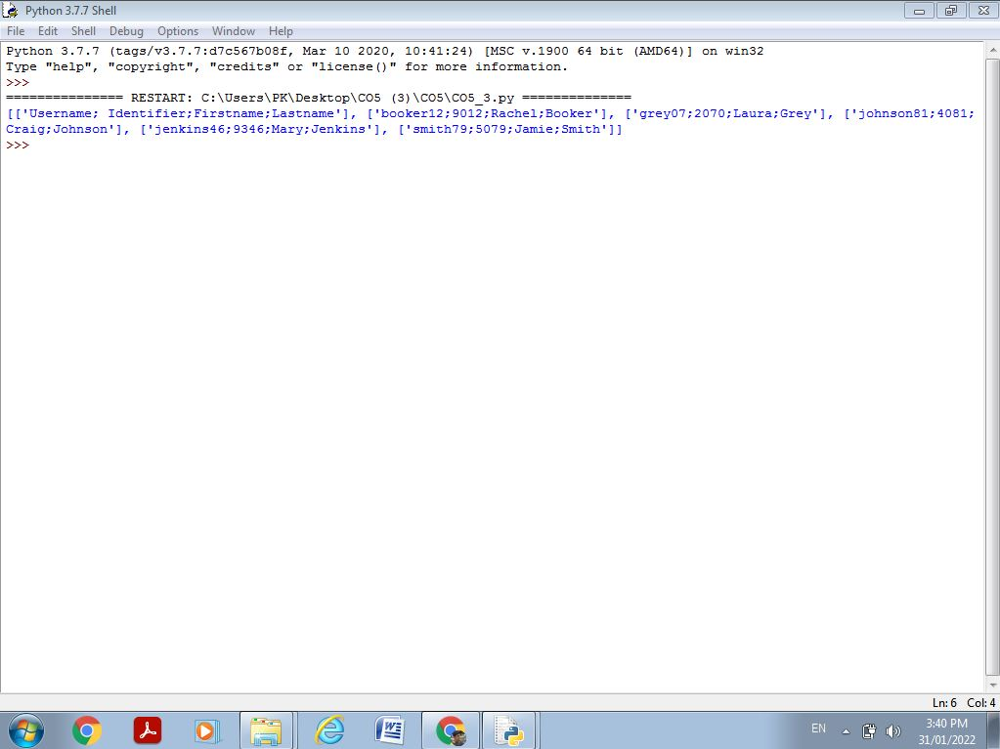 Python 3.7.7 Shell
File Edit Shell Debug Options Window Help
Python 3.7.7 (tags/v3.7.7:d7c567b08f, Mar 10 2020, 10:41:24) [MSC v.1900 64 bit (AMD64)] on win32
Type "help", "copyright", "credits" or "license()" for more information.
>>>
=============== RESTART: C:\Users\PK\Desktop\CO5 (3)\CO5\CO5_3.py ==============
[['Username; Identifier;Firstname;Lastname'], ['booker12;9012;Rachel;Booker'], ['grey07;2070;Laura;Grey'], ['johnson81;4081;
Craig;Johnson'], ['jenkins46;9346;Mary;Jenkins'], ['smith79;5079;Jamie;Smith']]
>>>
Ln: 6 Col: 4
EN
3:40 PM
31/01/2022